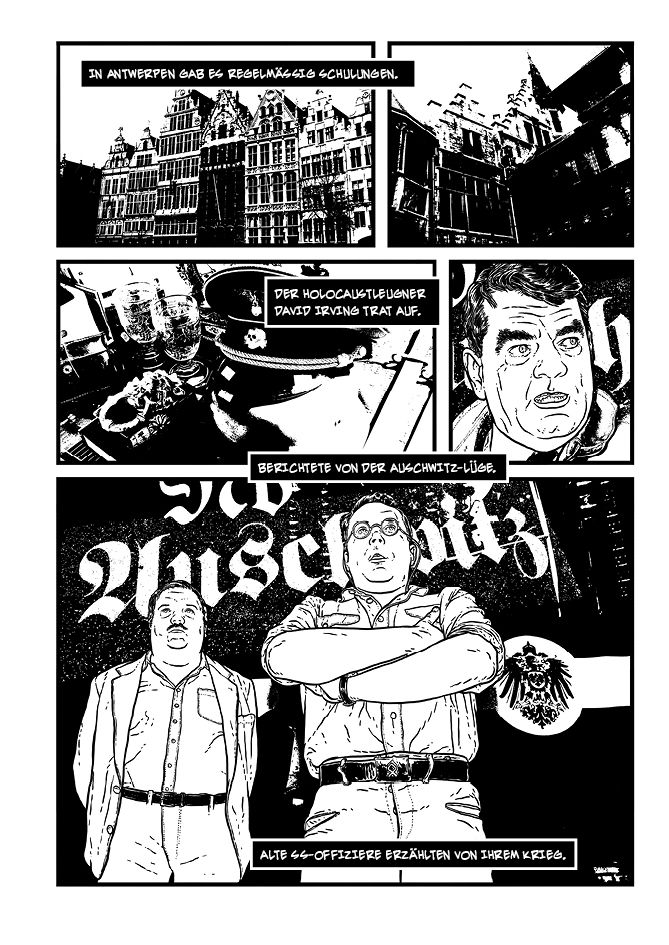 IN ANTWERPEN GAB ES REGELMÄSSIG SCHULUNGEN.
DER HOLOCAUSTLEUGNER
DAVID IRVING TRAT AUF.
BERICHTETE VON DER AUSCHWITZ-LÜGE.
Auschwitz
ALTE SS-OFFIZIERE ERZÄHLTEN VON IHREM KRIEG.